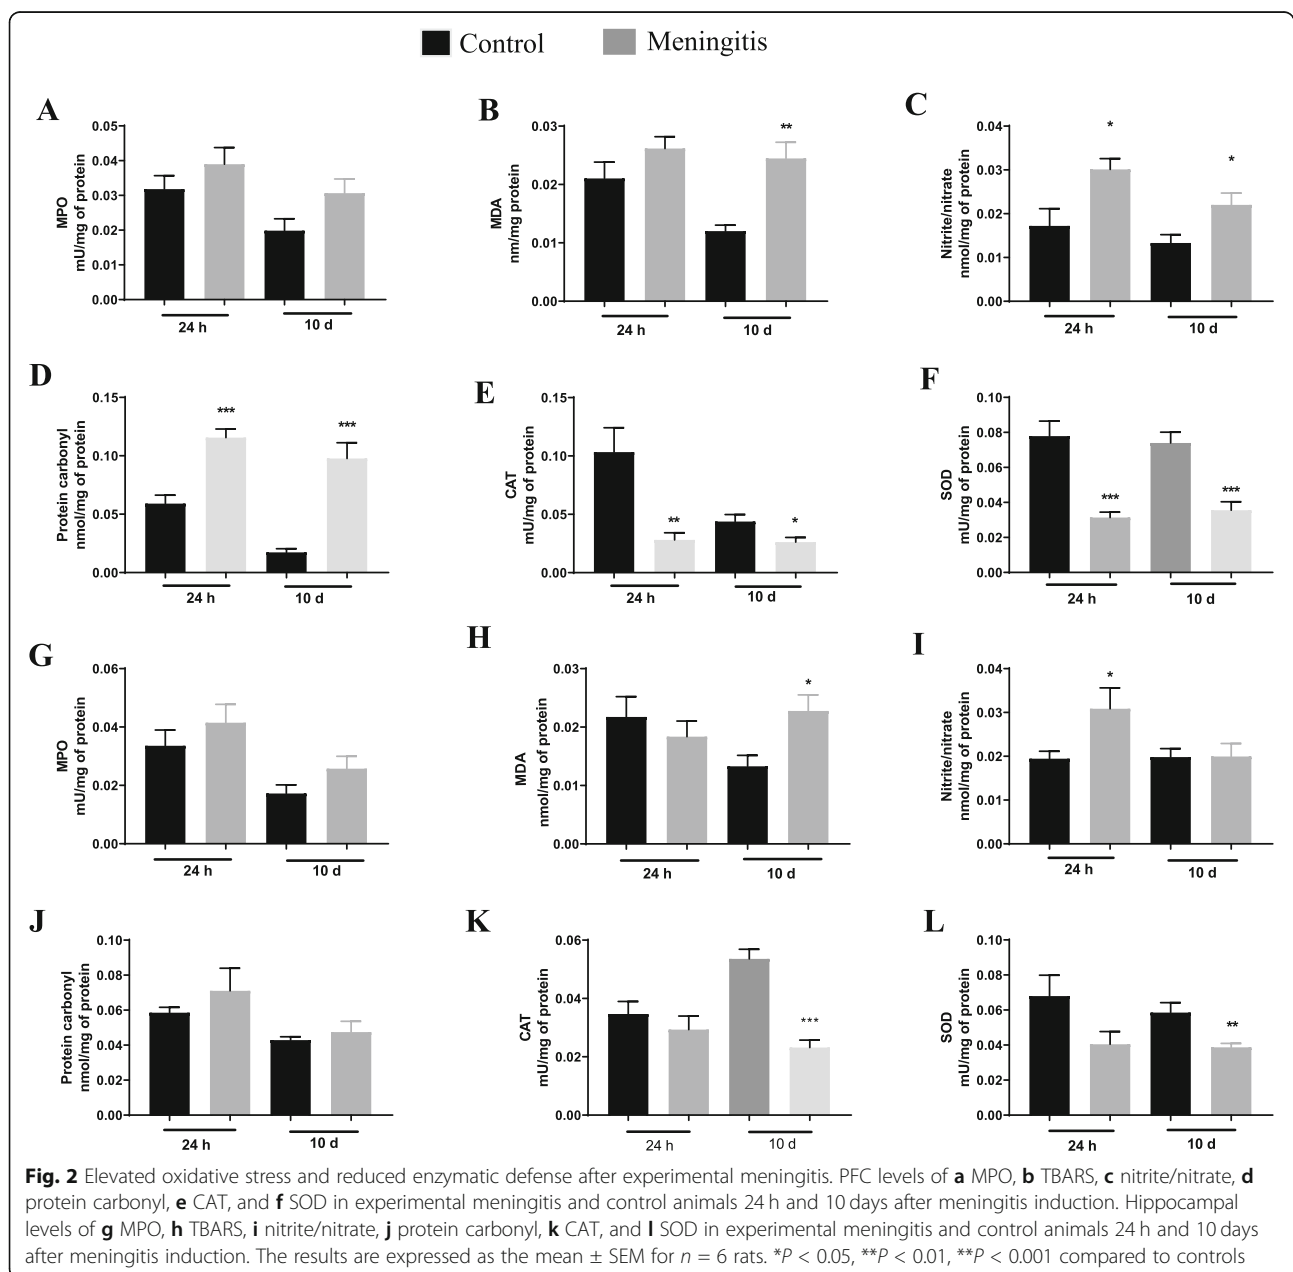 Control Meningitis
A
MPO
mU/mg of protein
0.05
0.04
0.03
0.02
0.01
0.00
24 h
10 d
B
MDA
nm/mg protein
0.03
0.02
0.01
0.00
**
24 h
10 d
C
Nitrite/nitrate
nmol/mg of protein
0.04
0.03
0.02
0.01
0.00
*
*
24 h
10 d
D
Protein carbonyl
nmol/mg of protein
0.15
0.10
0.05
0.00
***
***
24 h
10 d
E
CAT
mU/mg of protein
0.15
0.10
0.05
0.00
**
*
24 h
10 d
F
SOD
mU/mg of protein
0.10
0.08
0.06
0.04
0.02
0.00
***
***
24 h
10 d
G
MPO
mU/mg of protein
0.06
0.04
0.02
0.00
24 h
10 d
H
MDA
nmol/mg of protein
0.03
0.02
0.01
0.00
*
24 h
10 d
I
Nitrite/nitrate
nmol/mg of protein
0.04
0.03
0.02
0.01
0.00
*
24 h
10 d
J
Protein carbonyl
nmol/mg of protein
0.10
0.08
0.06
0.04
0.02
0.00
24 h
10 d
K
CAT
mU/mg of protein
0.06
0.04
0.02
0.00
***
24 h
10 d
L
SOD
mU/mg of protein
0.10
0.08
0.06
0.04
0.02
0.00
**
24 h
10 d
Fig. 2 Elevated oxidative stress and reduced enzymatic defense after experimental meningitis. PFC levels of a MPO, b TBARS, c nitrite/nitrate, d
protein carbonyl, e CAT, and f SOD in experimental meningitis and control animals 24 h and 10 days after meningitis induction. Hippocampal
levels of g MPO, h TBARS, i nitrite/nitrate, j protein carbonyl, k CAT, and l SOD in experimental meningitis and control animals 24 h and 10 days
after meningitis induction. The results are expressed as the mean ± SEM for n = 6 rats. *P < 0.05, **P < 0.01, **P < 0.001 compared to controls